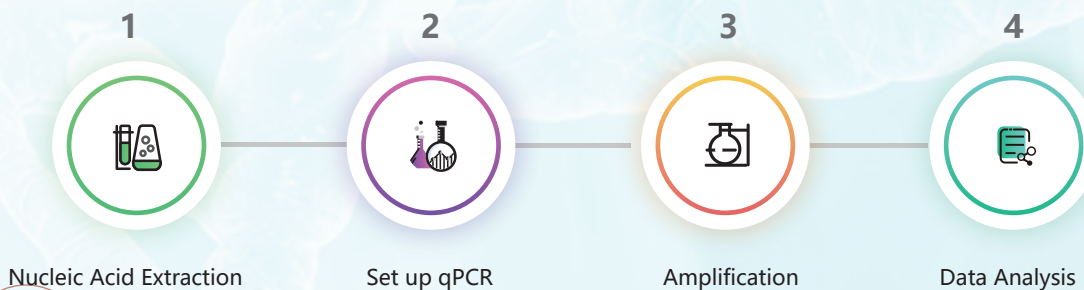 1
2
3
4
Nucleic Acid Extraction
Set up qPCR
Amplification
Data Analysis